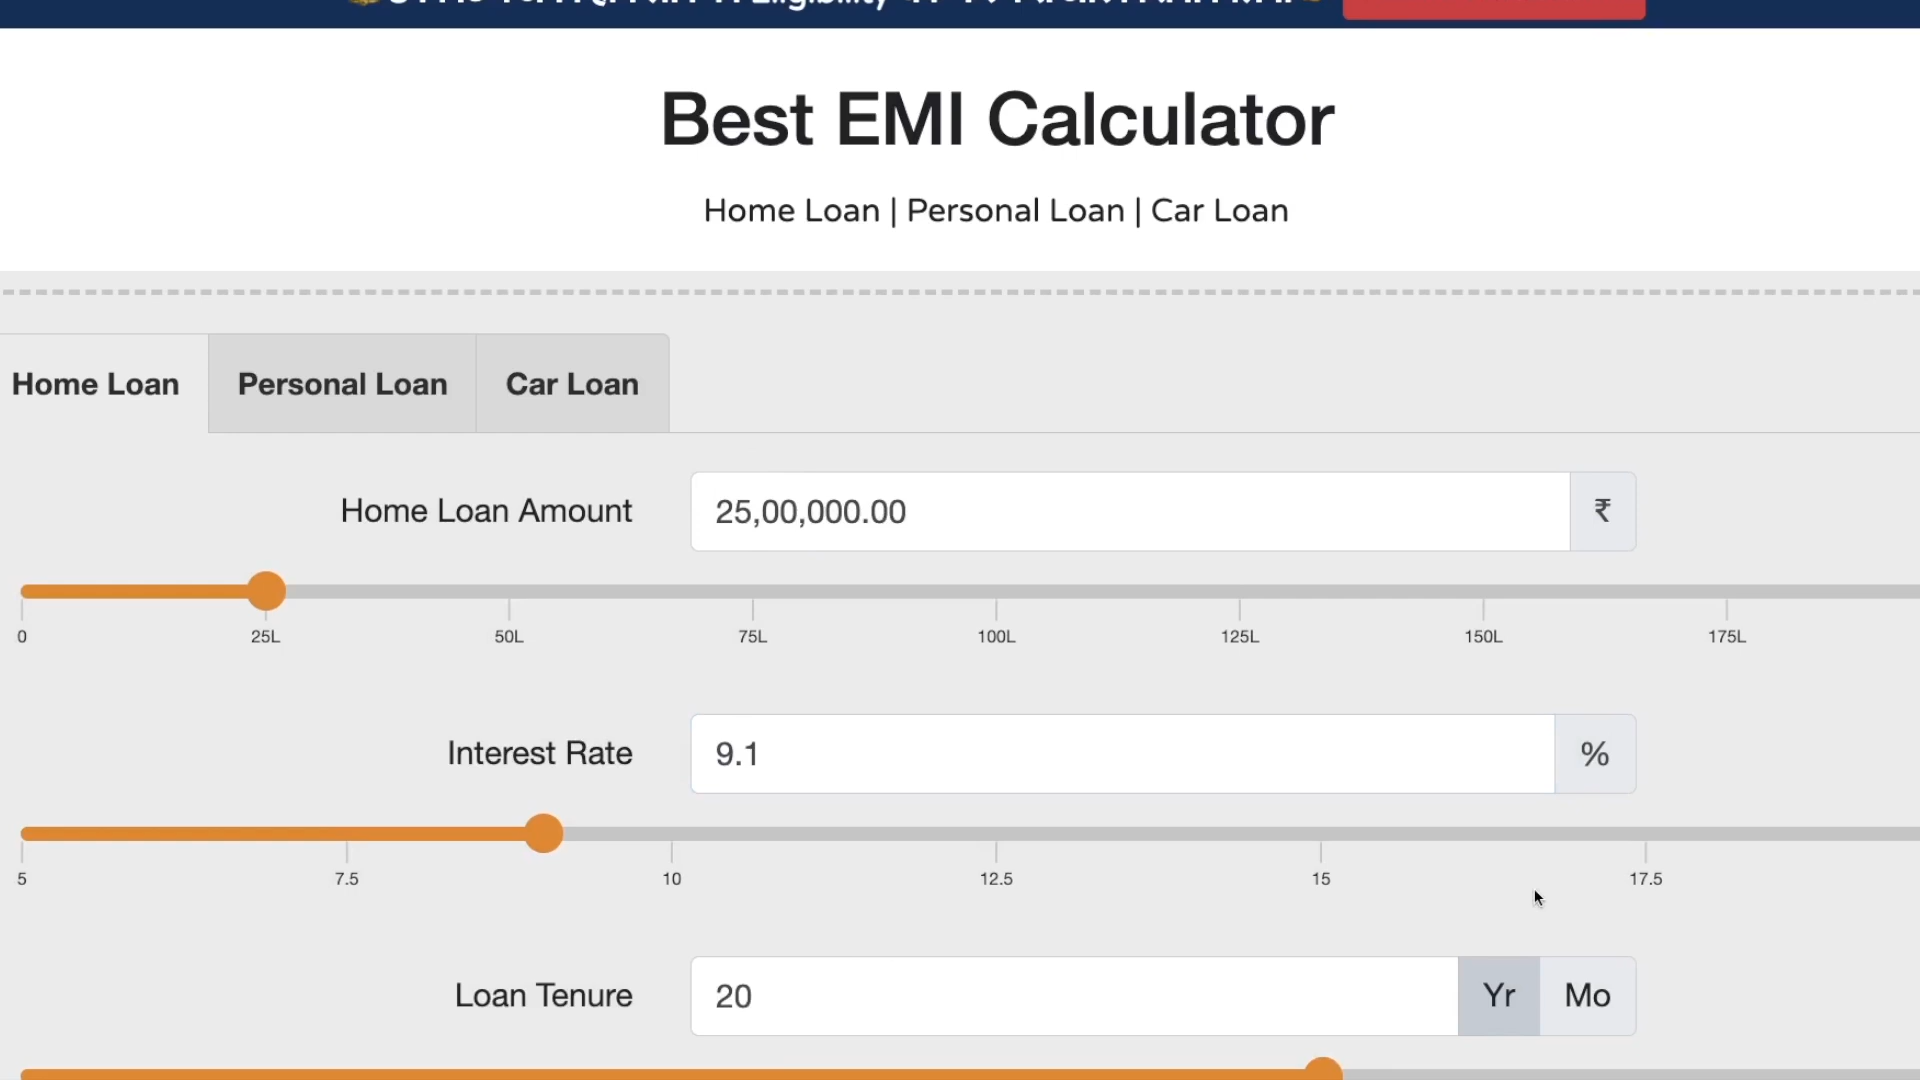 Eligibility
Best EMI Calculator
Home Loan | Personal Loan | Car Loan
Home Loan Personal Loan Car Loan
Home Loan Amount 25,00,000.00 ₹
0 25L 50L 75L 100L 125L 150L 175L
Interest Rate 9.1 %
5 7.5 10 12.5 15 17.5
Loan Tenure 20 Yr Mo